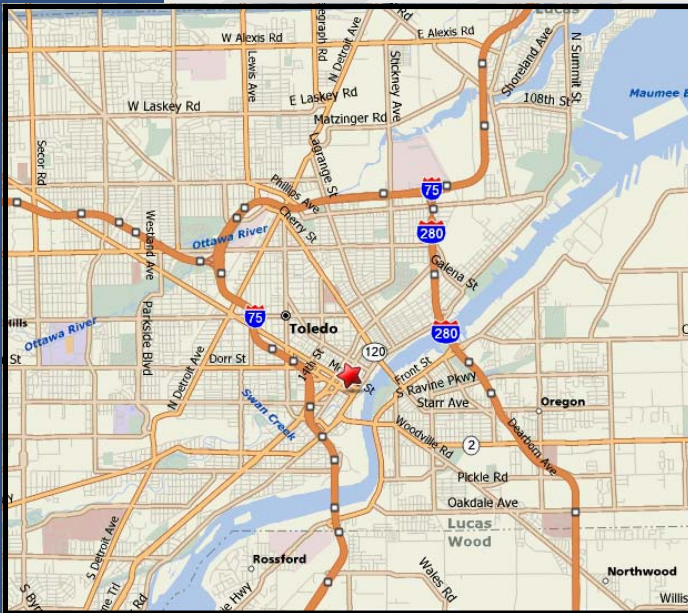 Lucas
W Alexis Rd
E Alexis Rd
Lewis Ave
N Detroit Ave
Stickney Ave
Shoreland Ave
N Summit St
W Laskey Rd
E Laskey Rd
108th St
Matzinger Rd
Secor Rd
Lagrange St
Phillips Ave
75
Cherry St
280
Westland Ave
Ottawa River
Galena St
Parkside Blvd
75
Toledo
280
Ottawa River
Dorr St
14th St
120
Front St
S Ravine Pkwy
Starr Ave
Oregon
N Detroit Ave
Swan Creek
Woodville Rd
2
Dearborn Ave
Pickle Rd
Oakdale Ave
Lucas
Wood
S Detroit Ave
Rossford
Wales Rd
Northwood